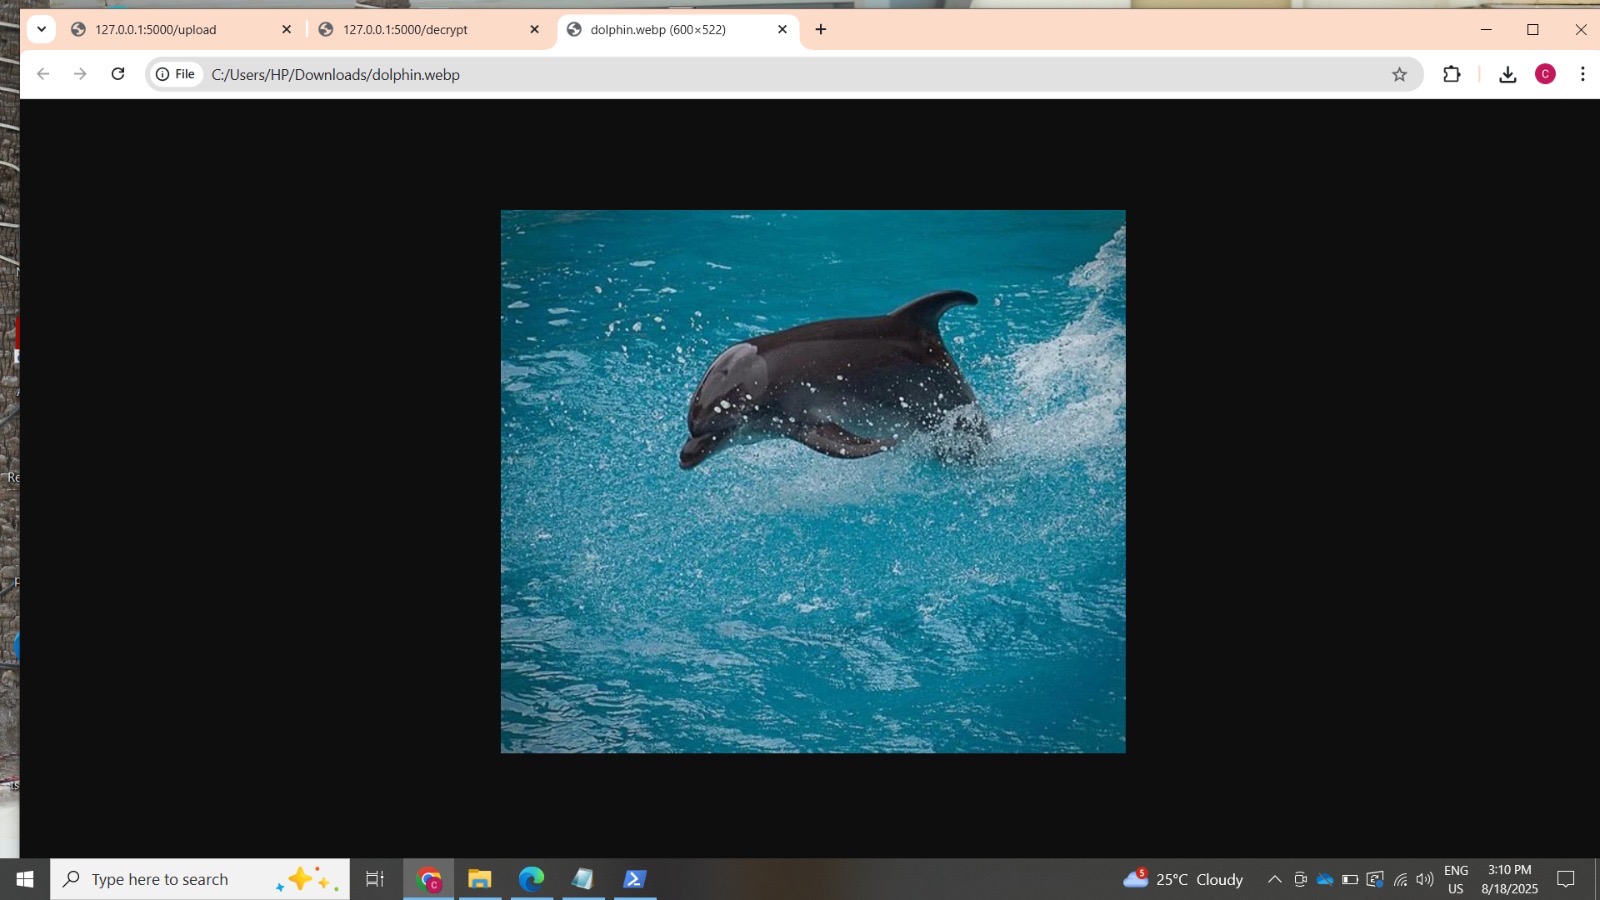 127.0.0.1:5000/upload
127.0.0.1:5000/decrypt
dolphin.webp (600×522)
File
C:/Users/HP/Downloads/dolphin.webp
C
Re
Type here to search
C
5
25°C Cloudy
ENG
US
3:10 PM
8/18/2025